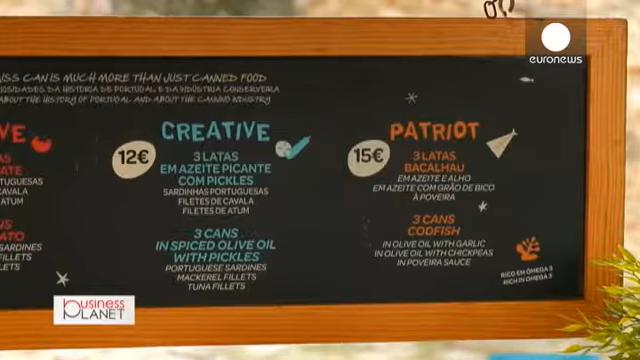 euronews
MISS CAN IS MUCH MORE THAN JUST CANNED FOOD
DA HISTÓRIA DE PORTUGAL E DA INDÚSTRIA CONSERVEIRA
ABOUT THE HISTORY OF PORTUGAL AND ABOUT THE CANNING INDUSTRY
CREATIVE
12€
3 LATAS
EM AZEITE PICANTE
COM PICKLES
SARDINHAS PORTUGUESAS
FILETES DE CAVALA
FILETES DE ATUM
3 CANS
IN SPICED OLIVE OIL
WITH PICKLES
PORTUGUESE SARDINES
MACKEREL FILLETS
TUNA FILLETS
PATRIOT
15€
3 LATAS
BACALHAU
EM AZEITE E ALHO
EM AZEITE COM GRÃO DE BICO
À POVEIRA
3 CANS
CODFISH
IN OLIVE OIL WITH GARLIC
IN OLIVE OIL WITH CHICKPEAS
IN POVEIRA SAUCE
RICO EM ÓMEGA 3
RICH IN OMEGA 3
business
PLANET